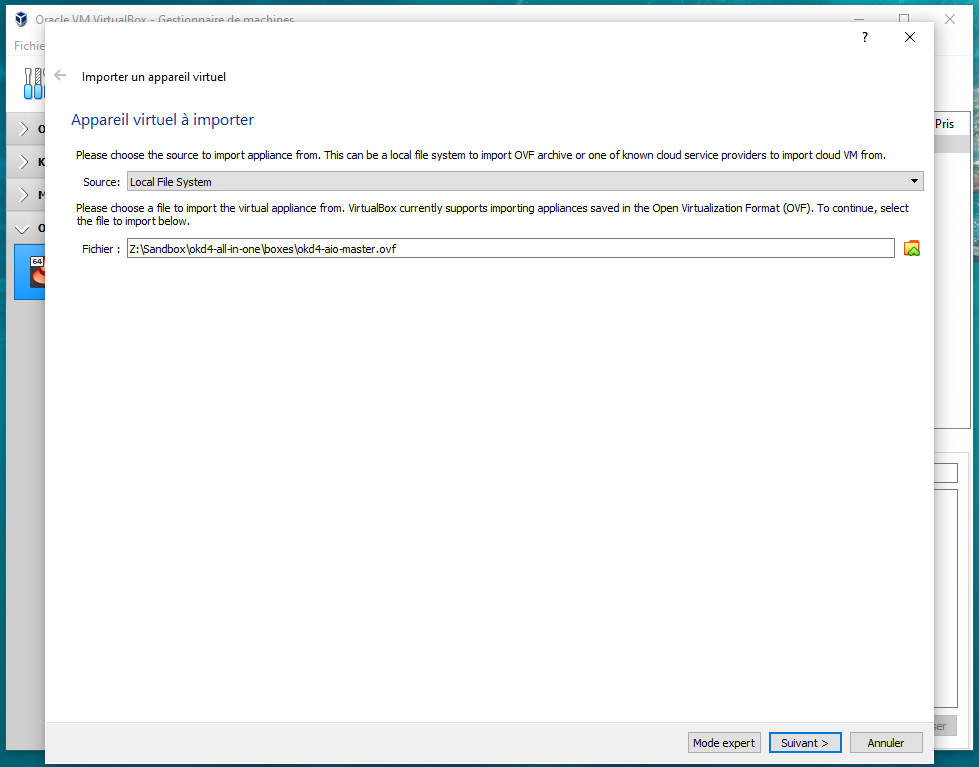 Oracle VM VirtualBox - Gestionnaire de machines
Fichie
?
Importer un appareil virtuel
Appareil virtuel à importer
O
Pris
Please choose the source to import appliance from. This can be a local file system to import OVF archive or one of known cloud service providers to import cloud VM from.
K
Source: Local File System
M
Please choose a file to import the virtual appliance from. VirtualBox currently supports importing appliances saved in the Open Virtualization Format (OVF). To continue, select
the file to import below.
O
Fichier : Z:\Sandbox\okd4-all-in-one\boxes\okd4-aio-master.ovf
64
Mode expert
Suivant >
Annuler
er